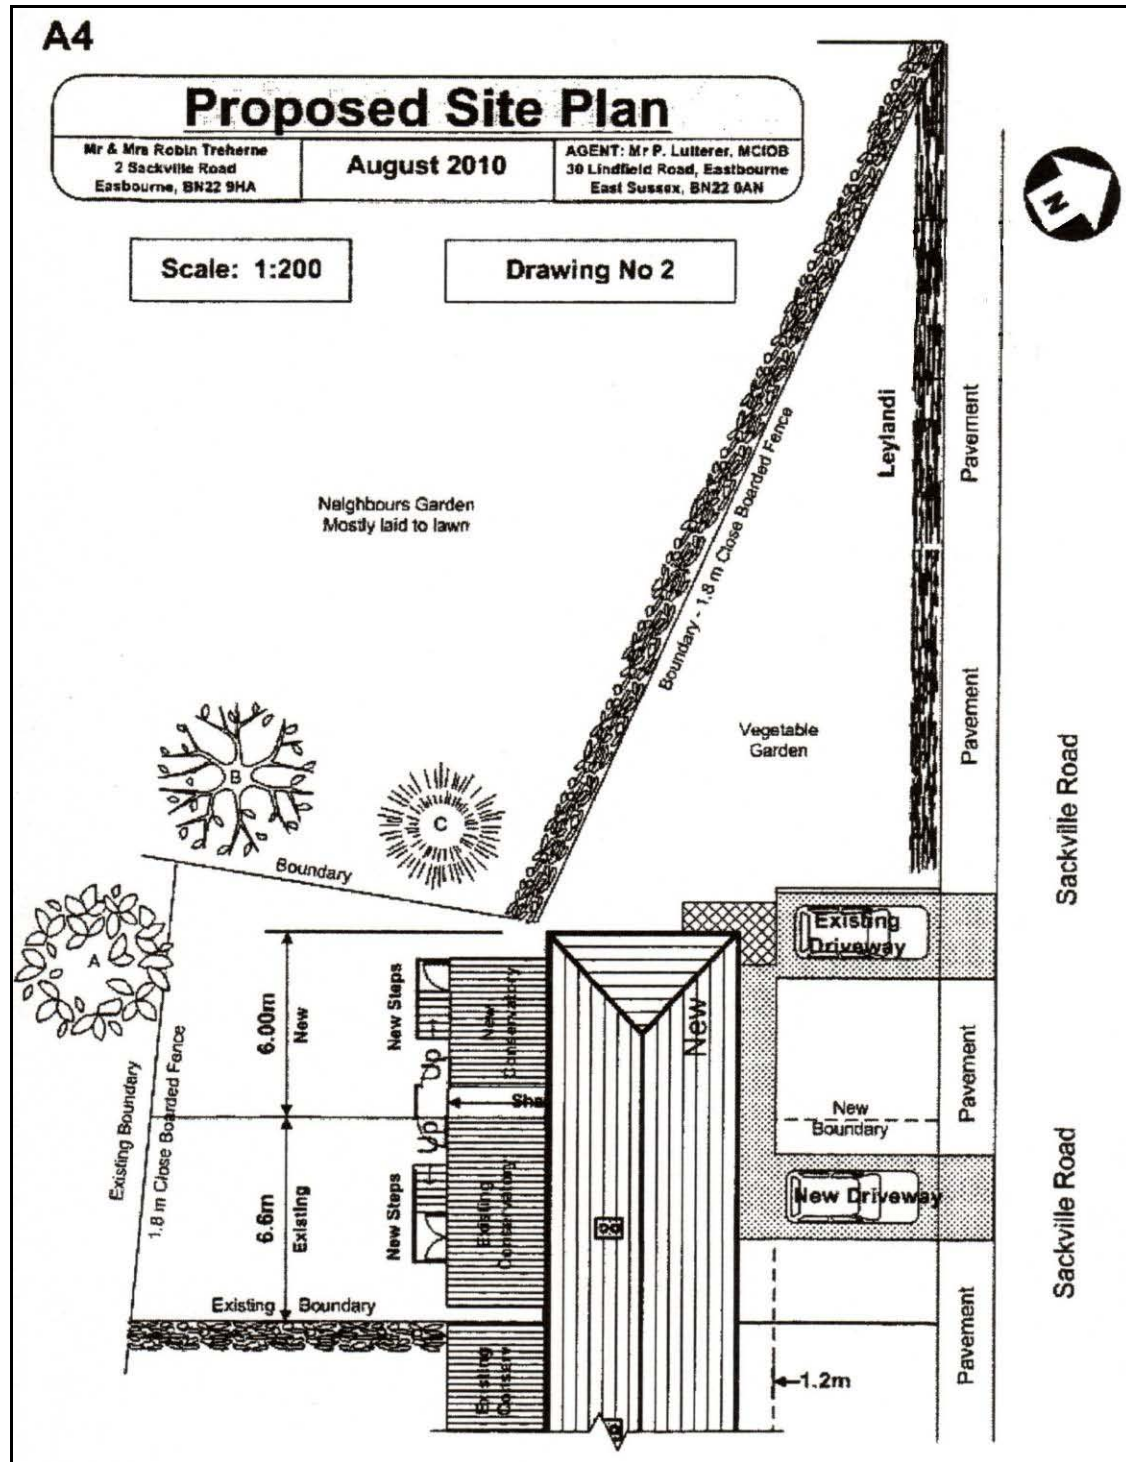 A4
Proposed Site Plan
Mr & Mrs Robin Treherne
2 Sackville Road
Easbourne, BN22 9HA
August 2010
AGENT: Mr P. Lutterer, MCIOB
30 Lindfield Road, Eastbourne
East Sussex, BN22 0AN
N
Scale: 1:200
Drawing No 2
Leylandi
Pavement
Boundary - 1.8 m Close Boarded Fence
Neighbours Garden
Mostly laid to lawn
Pavement
Vegetable
Garden
Sackville Road
B
C
Boundary
A
Existing
Driveway
6.00m
New
New Steps
New
Conservatory
New
Up
Sha
Existing Boundary
1.8 m Close Boarded Fence
New
Boundary
Pavement
Up
6.6m
Existing
New Steps
Existing
Conservatory
New Driveway
Sackville Road
Existing Boundary
Existing
Conserv
1.2m
Pavement